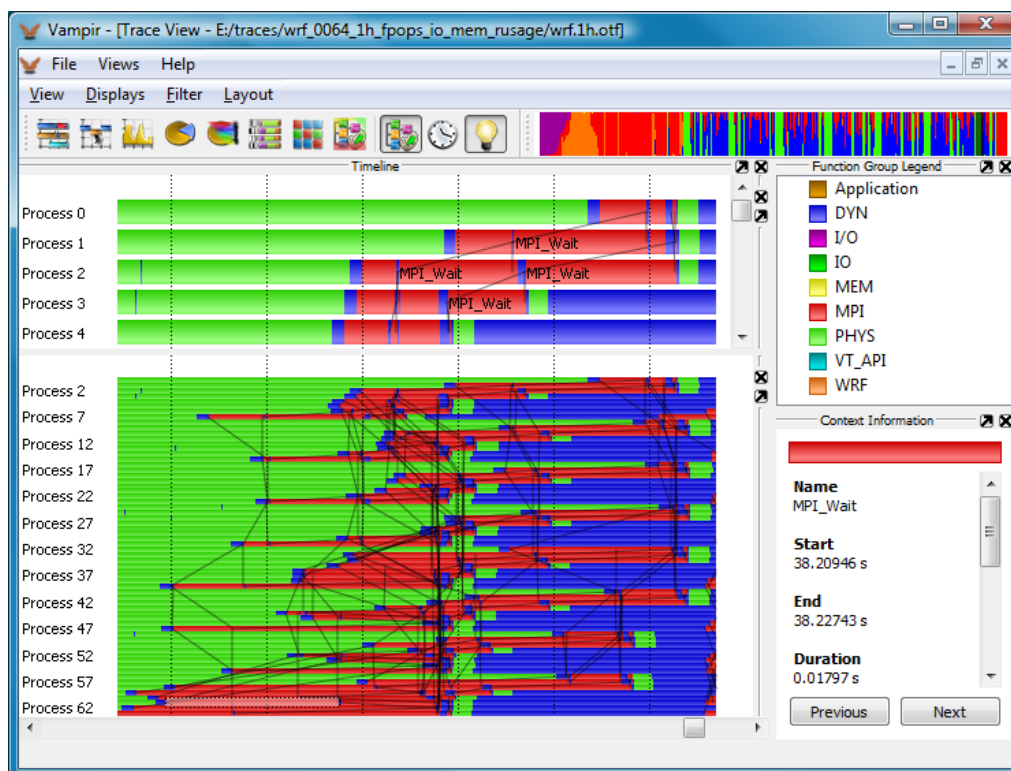 Vampir - [Trace View - E:/traces/wrf_0064_1h_fpops_io_mem_rusage/wrf.1h.otf]
File Views Help
View Displays Filter Layout
Timeline
Process 0
Process 1
MPI_Wait
Process 2
MPI_Wait MPI_Wait
Process 3
MPI_Wait
Process 4
Process 2
Process 7
Process 12
Process 17
Process 22
Process 27
Process 32
Process 37
Process 42
Process 47
Process 52
Process 57
Process 62
Function Group Legend
Application
DYN
I/O
IO
MEM
MPI
PHYS
VT_API
WRF
Context Information
Name
MPI_Wait
Start
38.20946 s
End
38.22743 s
Duration
0.01797 s
Previous Next